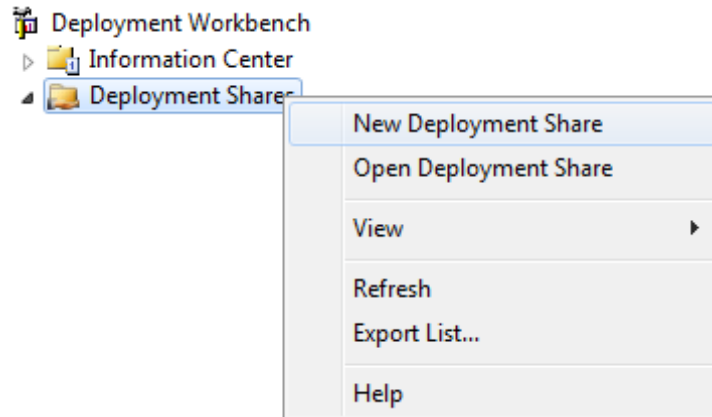 Deployment Workbench
Information Center
Deployment Shares
New Deployment Share
Open Deployment Share
View
Refresh
Export List...
Help